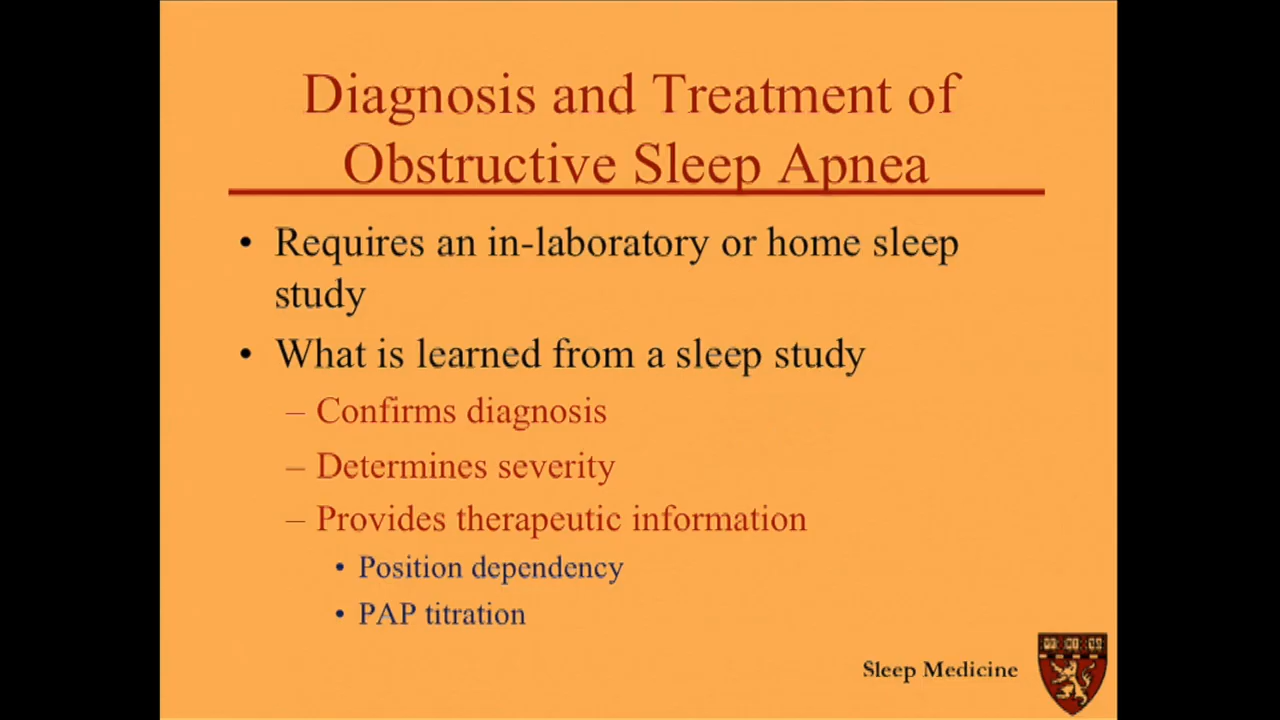 Diagnosis and Treatment of
Obstructive Sleep Apnea
• Requires an in-laboratory or home sleep
study
• What is learned from a sleep study
– Confirms diagnosis
– Determines severity
– Provides therapeutic information
• Position dependency
• PAP titration
Sleep Medicine